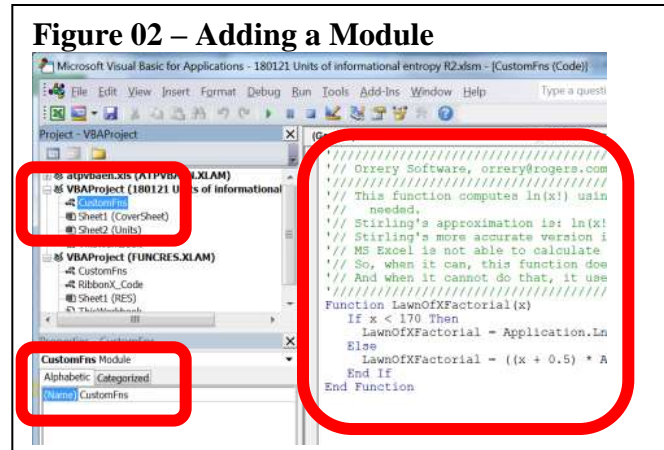 Figure 02 – Adding a Module
Microsoft Visual Basic for Applications - 180121 Units of informational entropy R2.xlsm - [CustomFns (Code)]
File Edit View Insert Format Debug Run Tools Add-Ins Window Help Type a questi
Project - VBAProject
atpvbaen.xls (ATPVBAEN.XLAM)
VBAProject (180121 Units of informational
CustomFns
Sheet1 (CoverSheet)
Sheet2 (Units)
VBAProject (FUNCRES.XLAM)
CustomFns
RibbonX_Code
Sheet1 (RES)
ThisWorkbook
Properties - CustomFns
CustomFns Module
Alphabetic Categorized
(Name) CustomFns
'// Orrery Software, orrery@rogers.com
'// This function computes ln(x!) usin
'// needed.
'// Stirling's approximation is: ln(x!
'// Stirling's more accurate version i
'// MS Excel is not able to calculate
'// So, when it can, this function doe
'// And when it cannot do that, it use
Function LawnOfXFactorial(x)
If x < 170 Then
LawnOfXFactorial = Application.Ln
Else
LawnOfXFactorial = ((x + 0.5) * A
End If
End Function